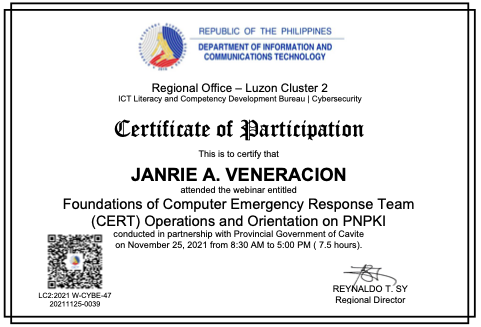 REPUBLIC OF THE PHILIPPINES
DEPARTMENT OF INFORMATION AND
COMMUNICATIONS TECHNOLOGY
Regional Office – Luzon Cluster 2
ICT Literacy and Competency Development Bureau | Cybersecurity
Certificate of Participation
This is to certify that
JANRIE A. VENERACION
attended the webinar entitled
Foundations of Computer Emergency Response Team
(CERT) Operations and Orientation on PNPKI
conducted in partnership with Provincial Government of Cavite
on November 25, 2021 from 8:30 AM to 5:00 PM ( 7.5 hours).
LC2:2021 W-CYBE-47
20211125-0039
REYNALDO T. SY
Regional Director